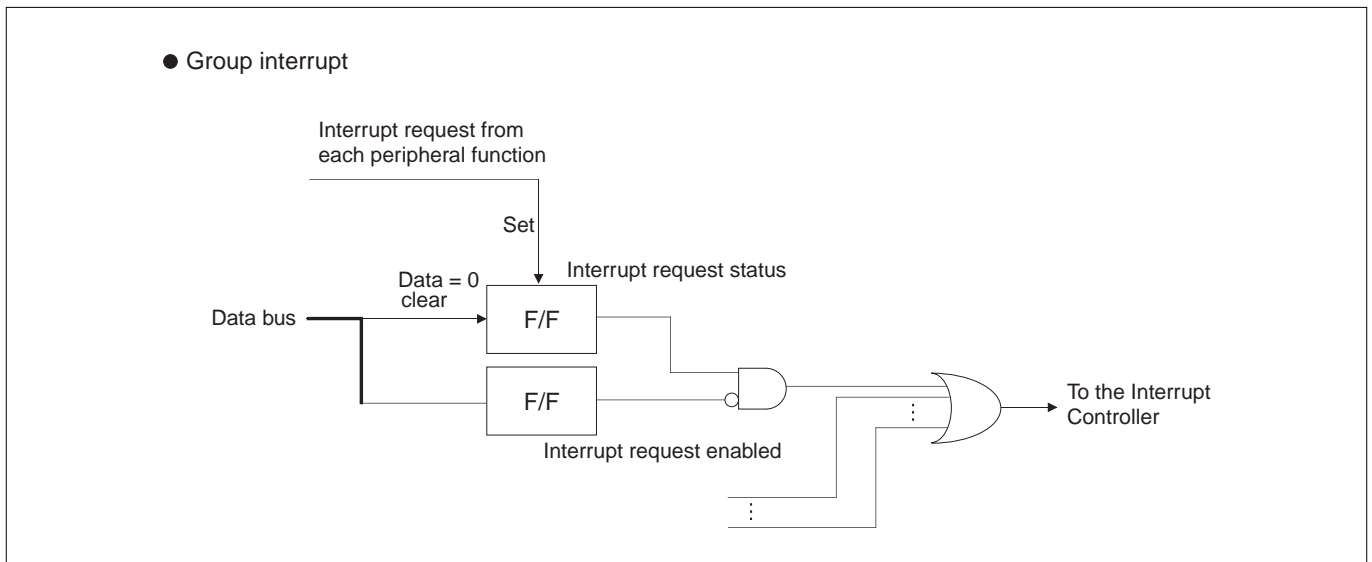 ● Group interrupt
Interrupt request from
each peripheral function
Set
Data = 0
clear
Interrupt request status
Data bus
F/F
F/F
To the Interrupt
Controller
Interrupt request enabled